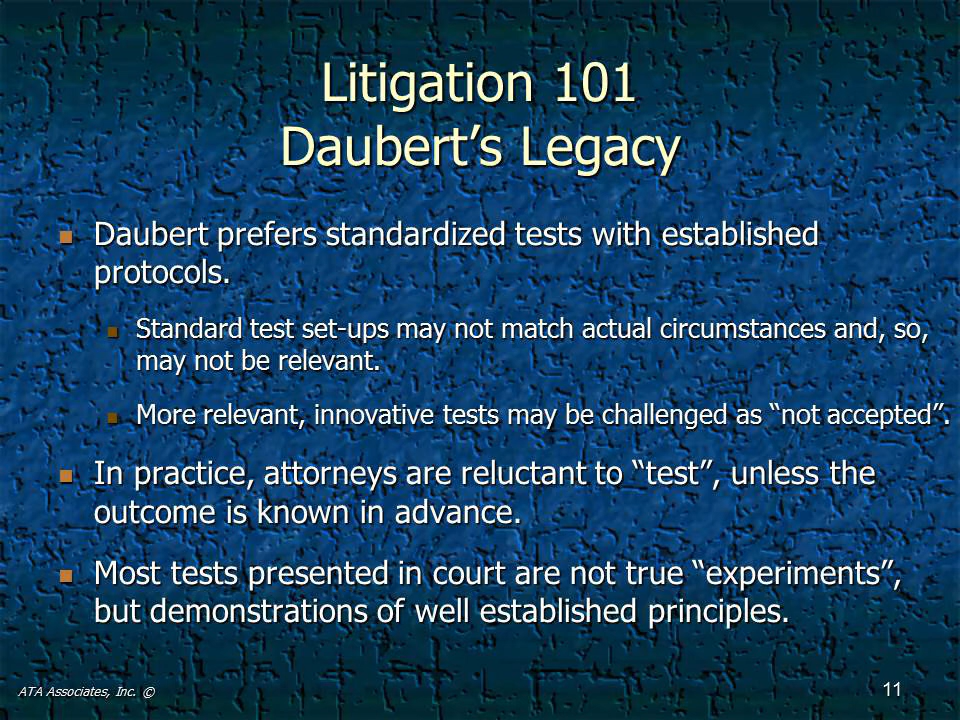 Litigation 101
Daubert’s Legacy
Daubert prefers standardized tests with established
protocols.
Standard test set-ups may not match actual circumstances and, so,
may not be relevant.
More relevant, innovative tests may be challenged as “not accepted”.
In practice, attorneys are reluctant to “test”, unless the
outcome is known in advance.
Most tests presented in court are not true “experiments”,
but demonstrations of well established principles.
ATA Associates, Inc. ©
11